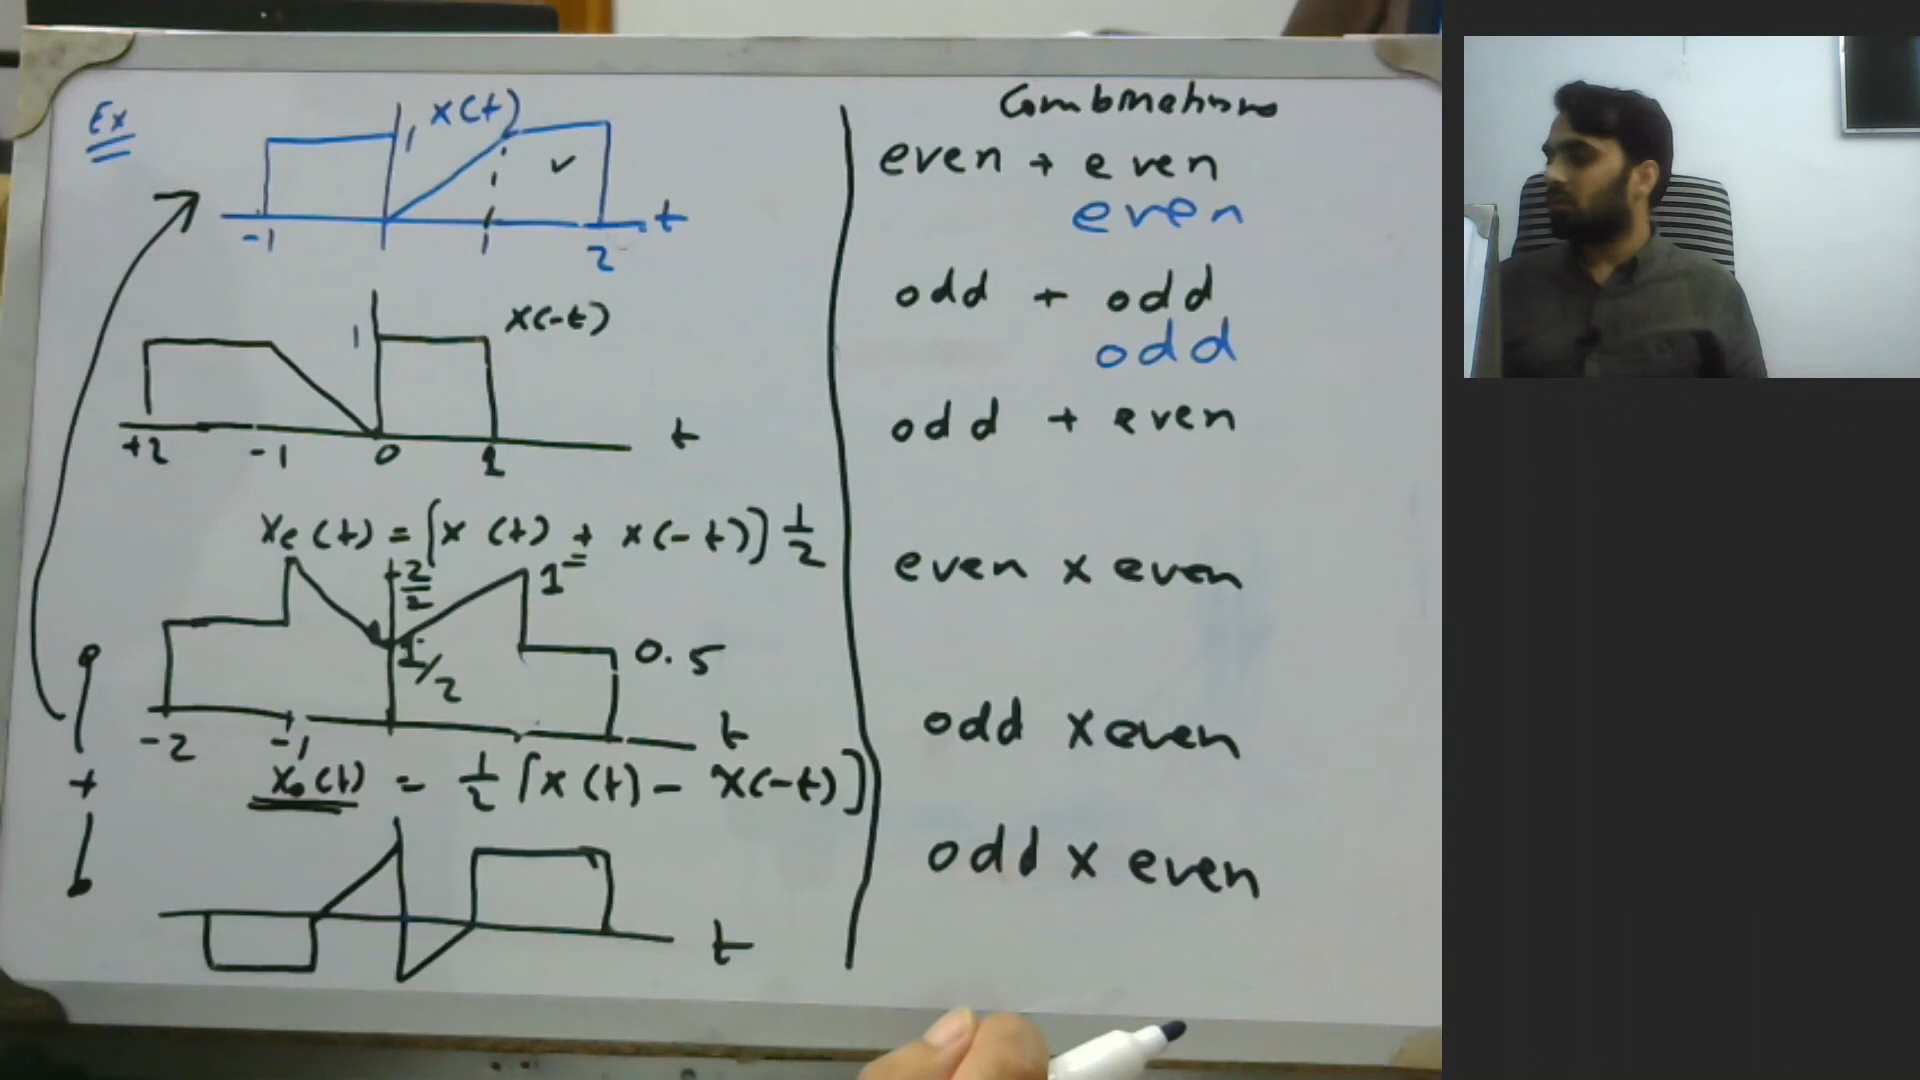 Ex
x(t)
1
t
-1
1
2
x(-t)
1
t
+2 -1 0 1
xe(t) = [x(t) + x(-t)] 1/2
2/2
1
1/2
0.5
-2 -1
t
+
xo(t) = 1/2 [x(t) - x(-t)]
t
Combinations
even + even
even
odd + odd
odd
odd + even
even x even
odd x even
odd x even